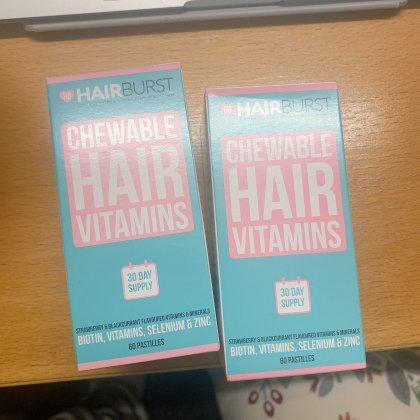 HAIRBURST
CHEWABLE
HAIR
VITAMINS
30 DAY
SUPPLY
STRAWBERRY & BLACKCURRANT FLAVOURED VITAMINS & MINERALS
BIOTIN, VITAMINS, SELENIUM & ZINC
60 PASTILLES
HAIRBURST
CHEWABLE
HAIR
VITAMINS
30 DAY
SUPPLY
STRAWBERRY & BLACKCURRANT FLAVOURED VITAMINS & MINERALS
BIOTIN, VITAMINS, SELENIUM & ZINC
60 PASTILLES